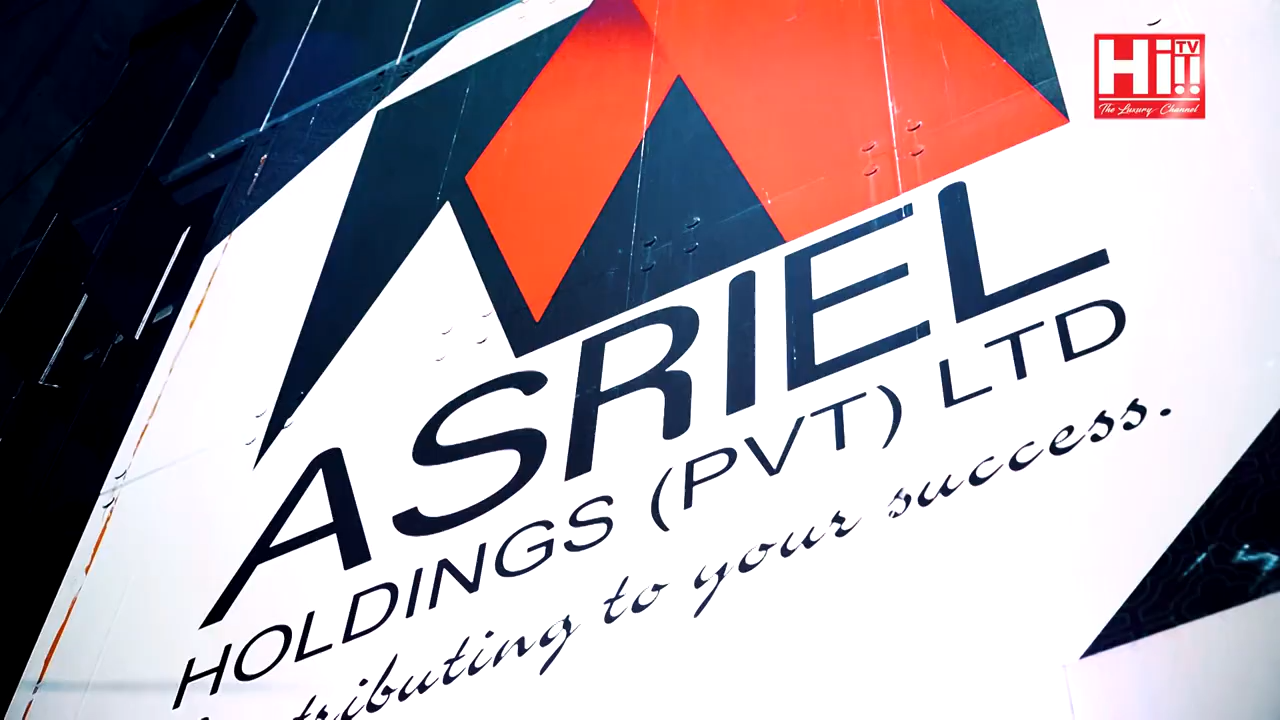 Hi!! TV
The Luxury Channel
ASRIEL
HOLDINGS (PVT) LTD
tributing to your success.